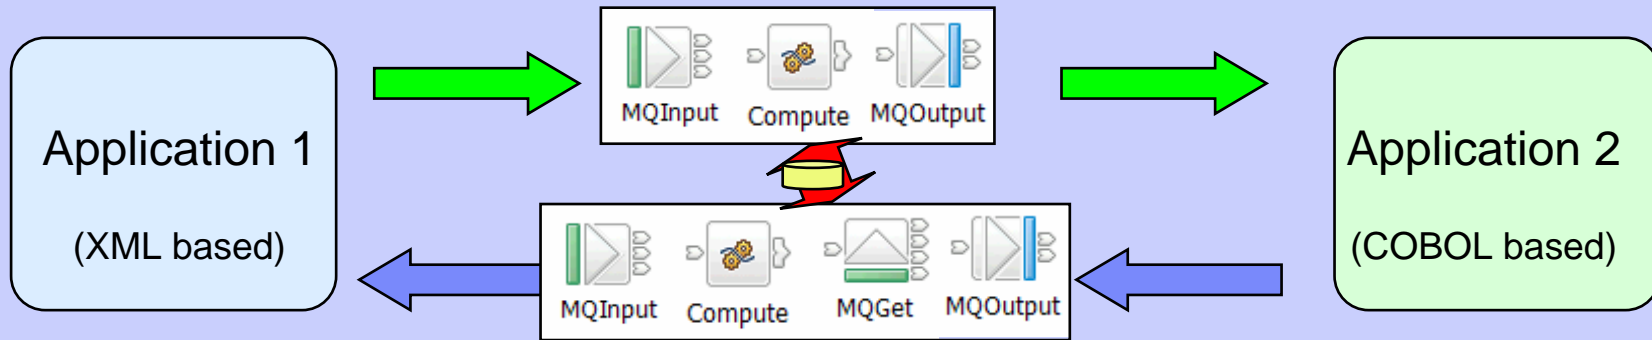 MQInput Compute MQOutput
Application 1
(XML based)
Application 2
(COBOL based)
MQInput Compute MQGet MQOutput